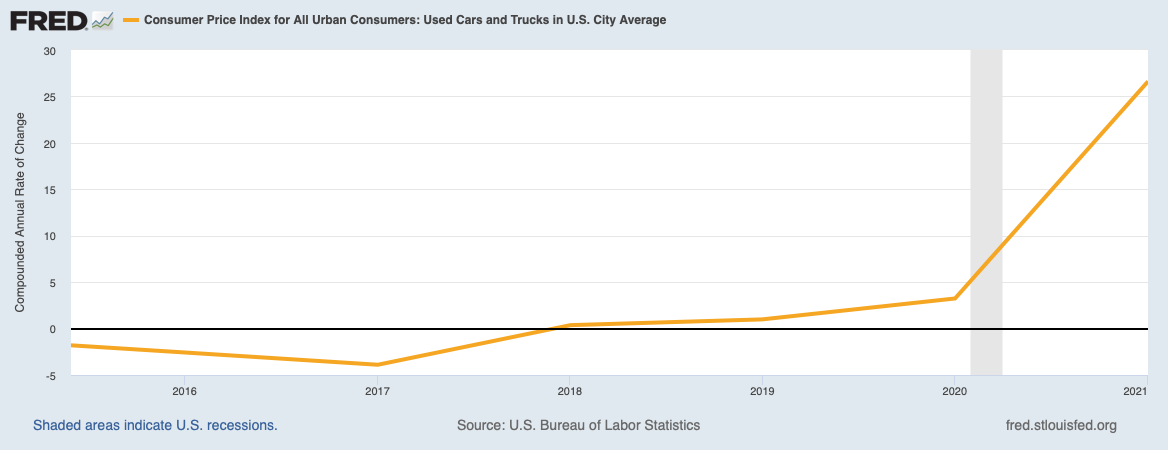 FRED
Consumer Price Index for All Urban Consumers: Used Cars and Trucks in U.S. City Average
Compounded Annual Rate of Change
30
25
20
15
10
5
0
-5
2016 2017 2018 2019 2020 2021
Shaded areas indicate U.S. recessions. Source: U.S. Bureau of Labor Statistics fred.stlouisfed.org